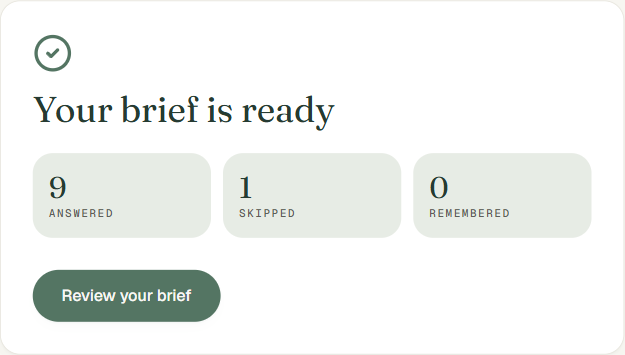 Your brief is ready
9
ANSWERED
1
SKIPPED
0
REMEMBERED
Review your brief